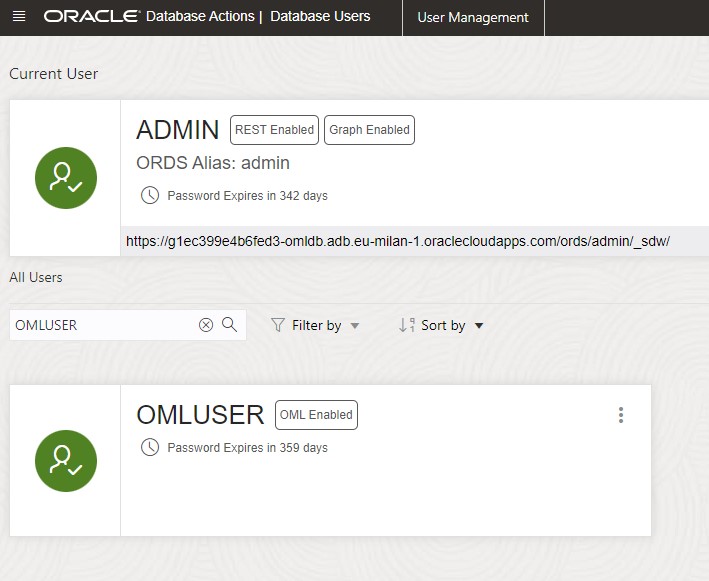 ORACLE Database Actions | Database Users User Management
Current User
ADMIN REST Enabled Graph Enabled
ORDS Alias: admin
Password Expires in 342 days
https://g1ec399e4b6fed3-omldb.adb.eu-milan-1.oraclecloudapps.com/ords/admin/_sdw/
All Users
OMLUSER Filter by Sort by
OMLUSER OML Enabled
Password Expires in 359 days